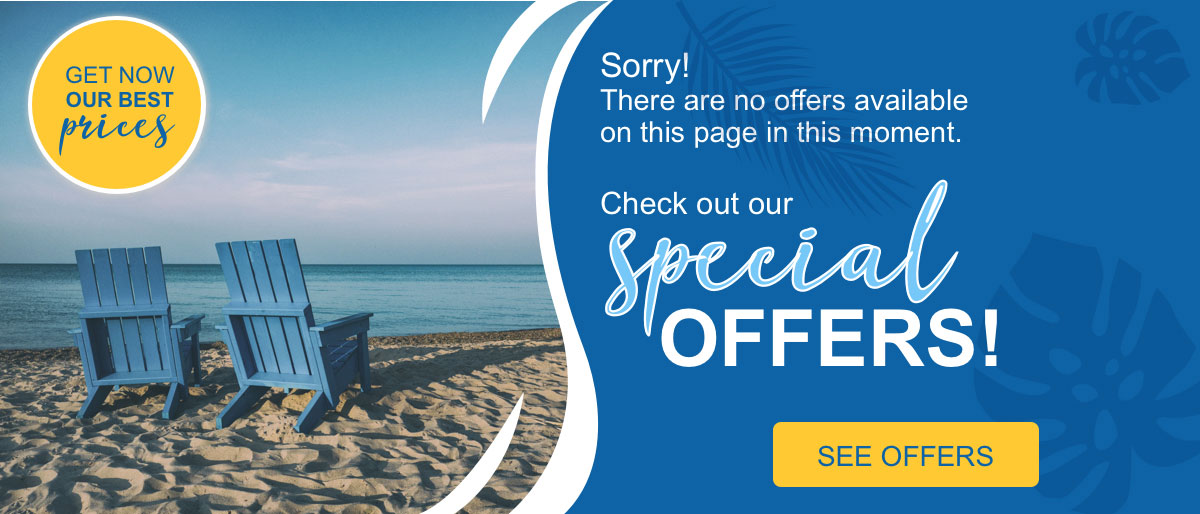 GET NOW
OUR BEST
prices
Sorry!
There are no offers available
on this page in this moment.
Check out our
special
OFFERS!
SEE OFFERS